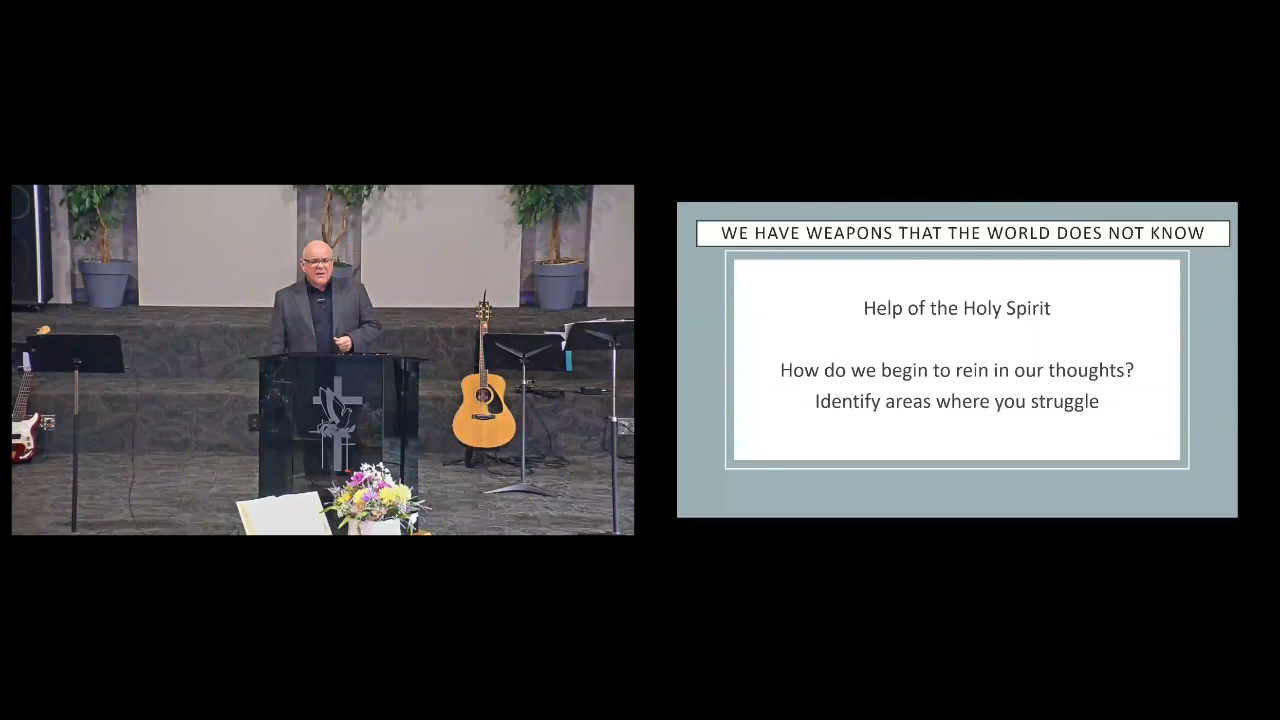 WE HAVE WEAPONS THAT THE WORLD DOES NOT KNOW
Help of the Holy Spirit
How do we begin to rein in our thoughts?
Identify areas where you struggle